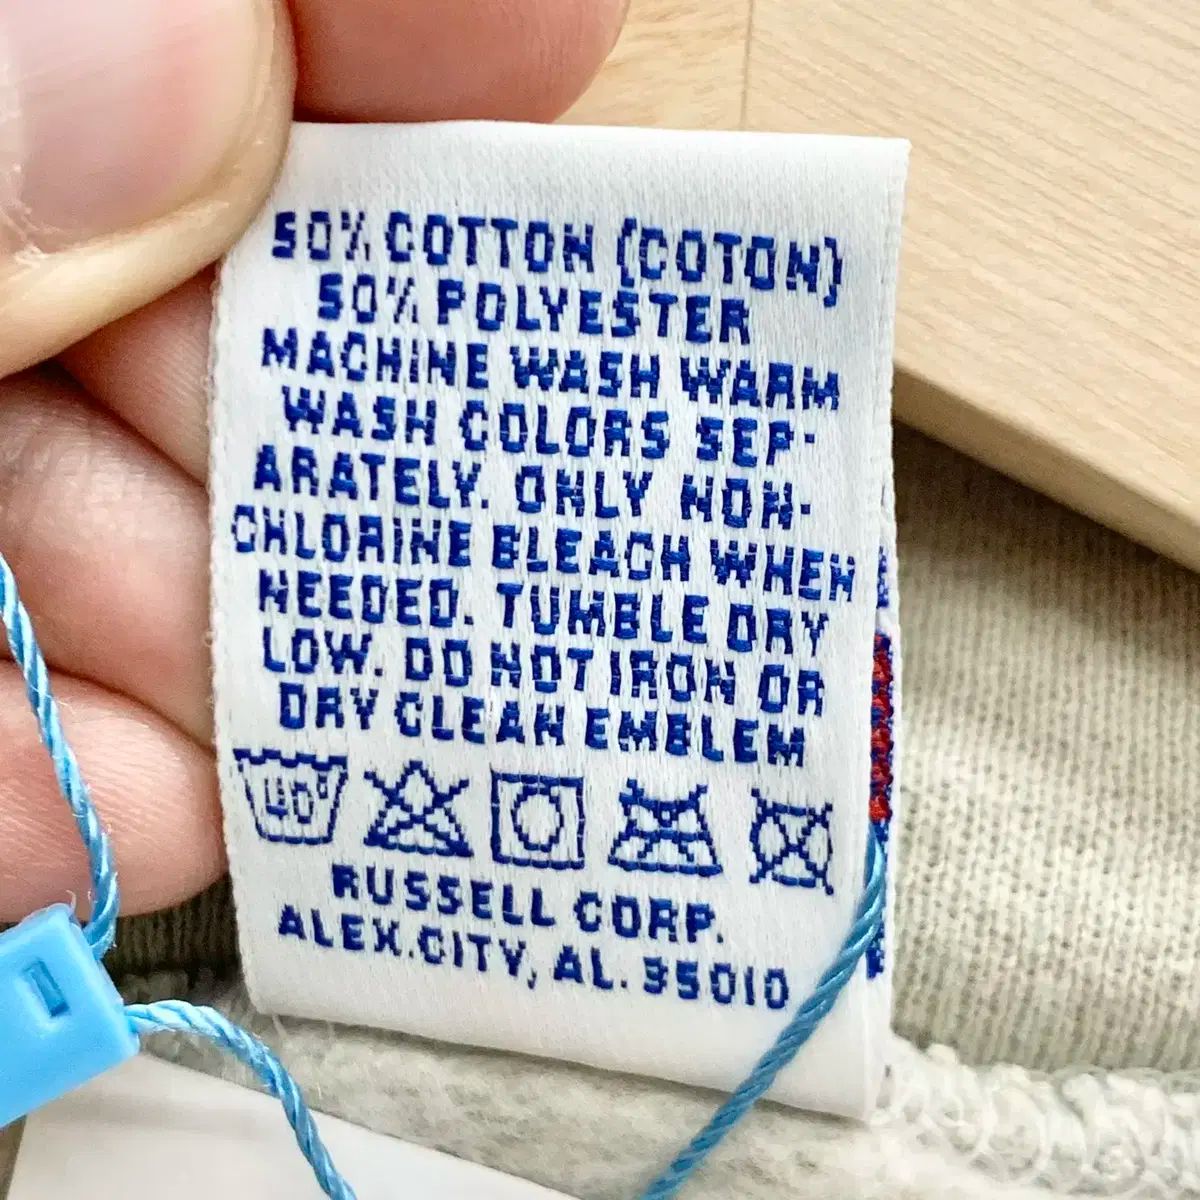 50% COTTON (COTON)
50% POLYESTER
MACHINE WASH WARM
WASH COLORS SEP-
ARATELY. ONLY NON-
CHLORINE BLEACH WHEN
NEEDED. TUMBLE DRY
LOW. DO NOT IRON OR
DRY CLEAN EMBLEM
40°
RUSSELL CORP.
ALEX.CITY, AL. 35010